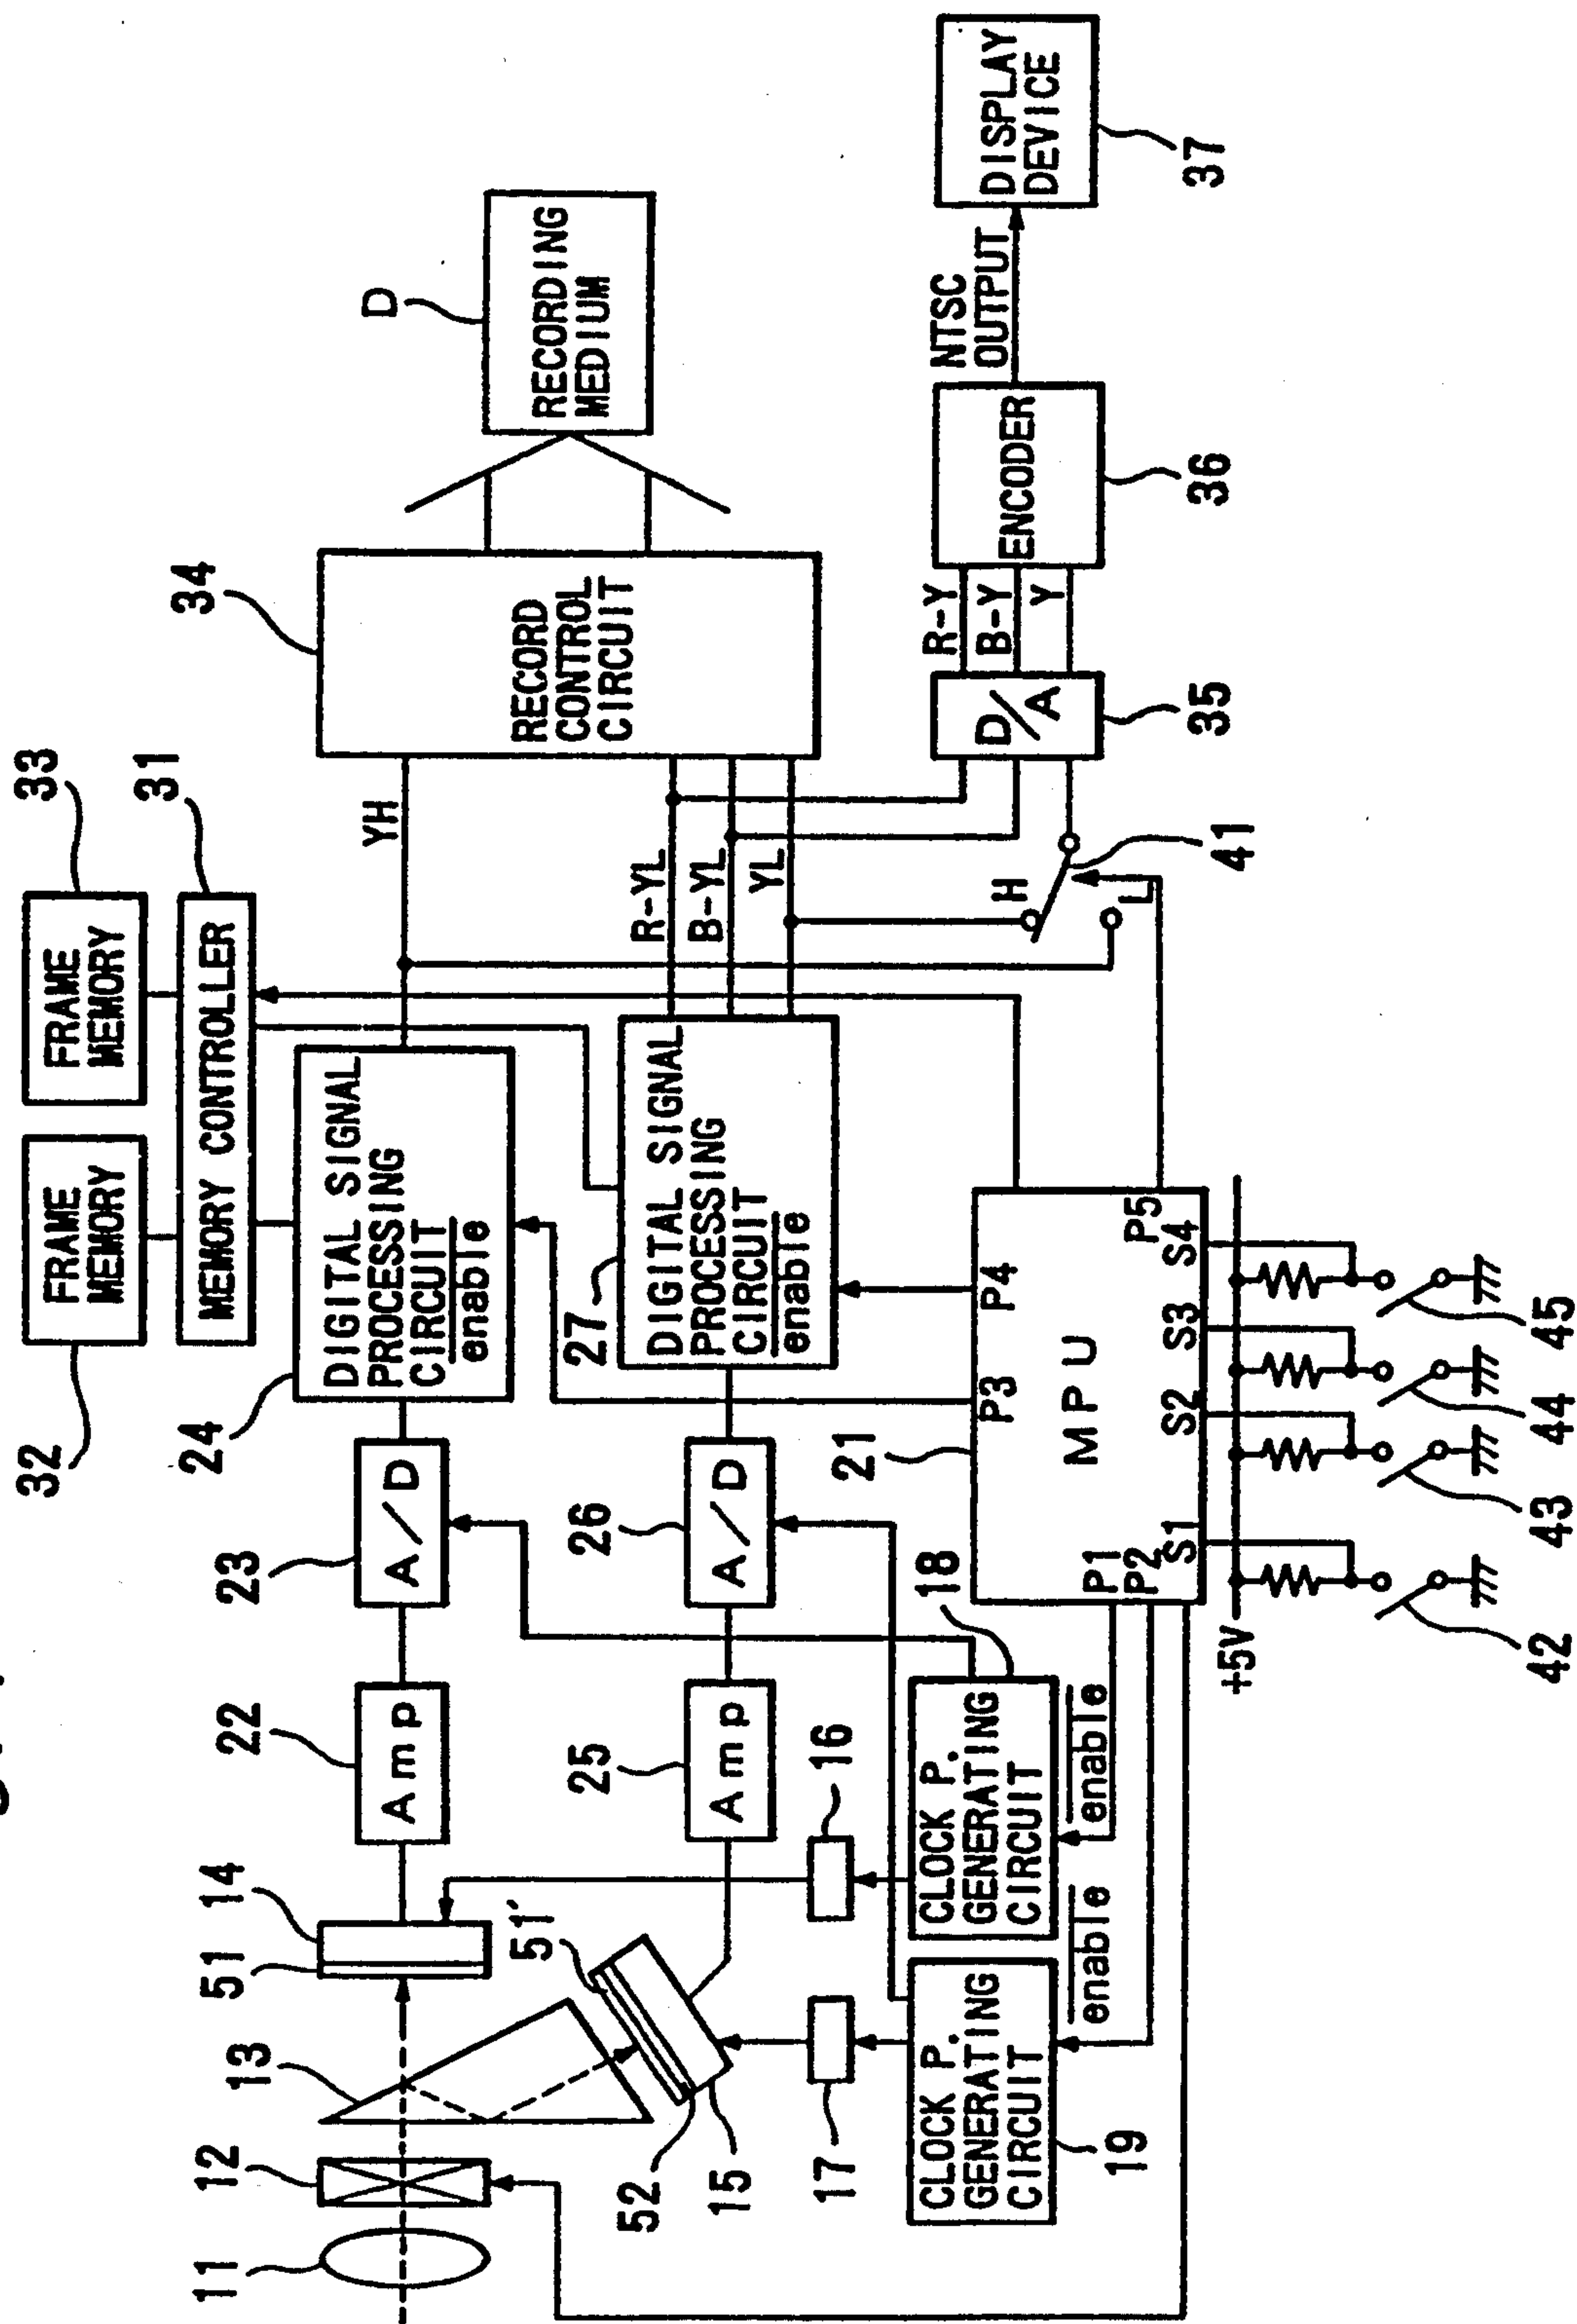 32
33
FRAME
MEMORY
FRAME
MEMORY
31
MEMORY CONTROLLER
34
D
11
12
13
51
14
22
23
24
Amp
A/D
DIGITAL SIGNAL
PROCESSING
CIRCUIT
enable
YH
RECORD
CONTROL
CIRCUIT
RECORDING
MEDIUM
51'
52
15
25
26
27
Amp
A/D
DIGITAL SIGNAL
PROCESSING
CIRCUIT
enable
R-YL
B-YL
YL
17
16
CLOCK P.
GENERATING
CIRCUIT
19
enable
CLOCK P.
GENERATING
CIRCUIT
18
enable
21
MPU
P1
P2
P3
P4
P5
S1
S2
S3
S4
H
L
41
D/A
35
R-Y
B-Y
Y
ENCODER
36
NTSC
OUTPUT
DISPLAY
DEVICE
37
+5V
42
43
44
45